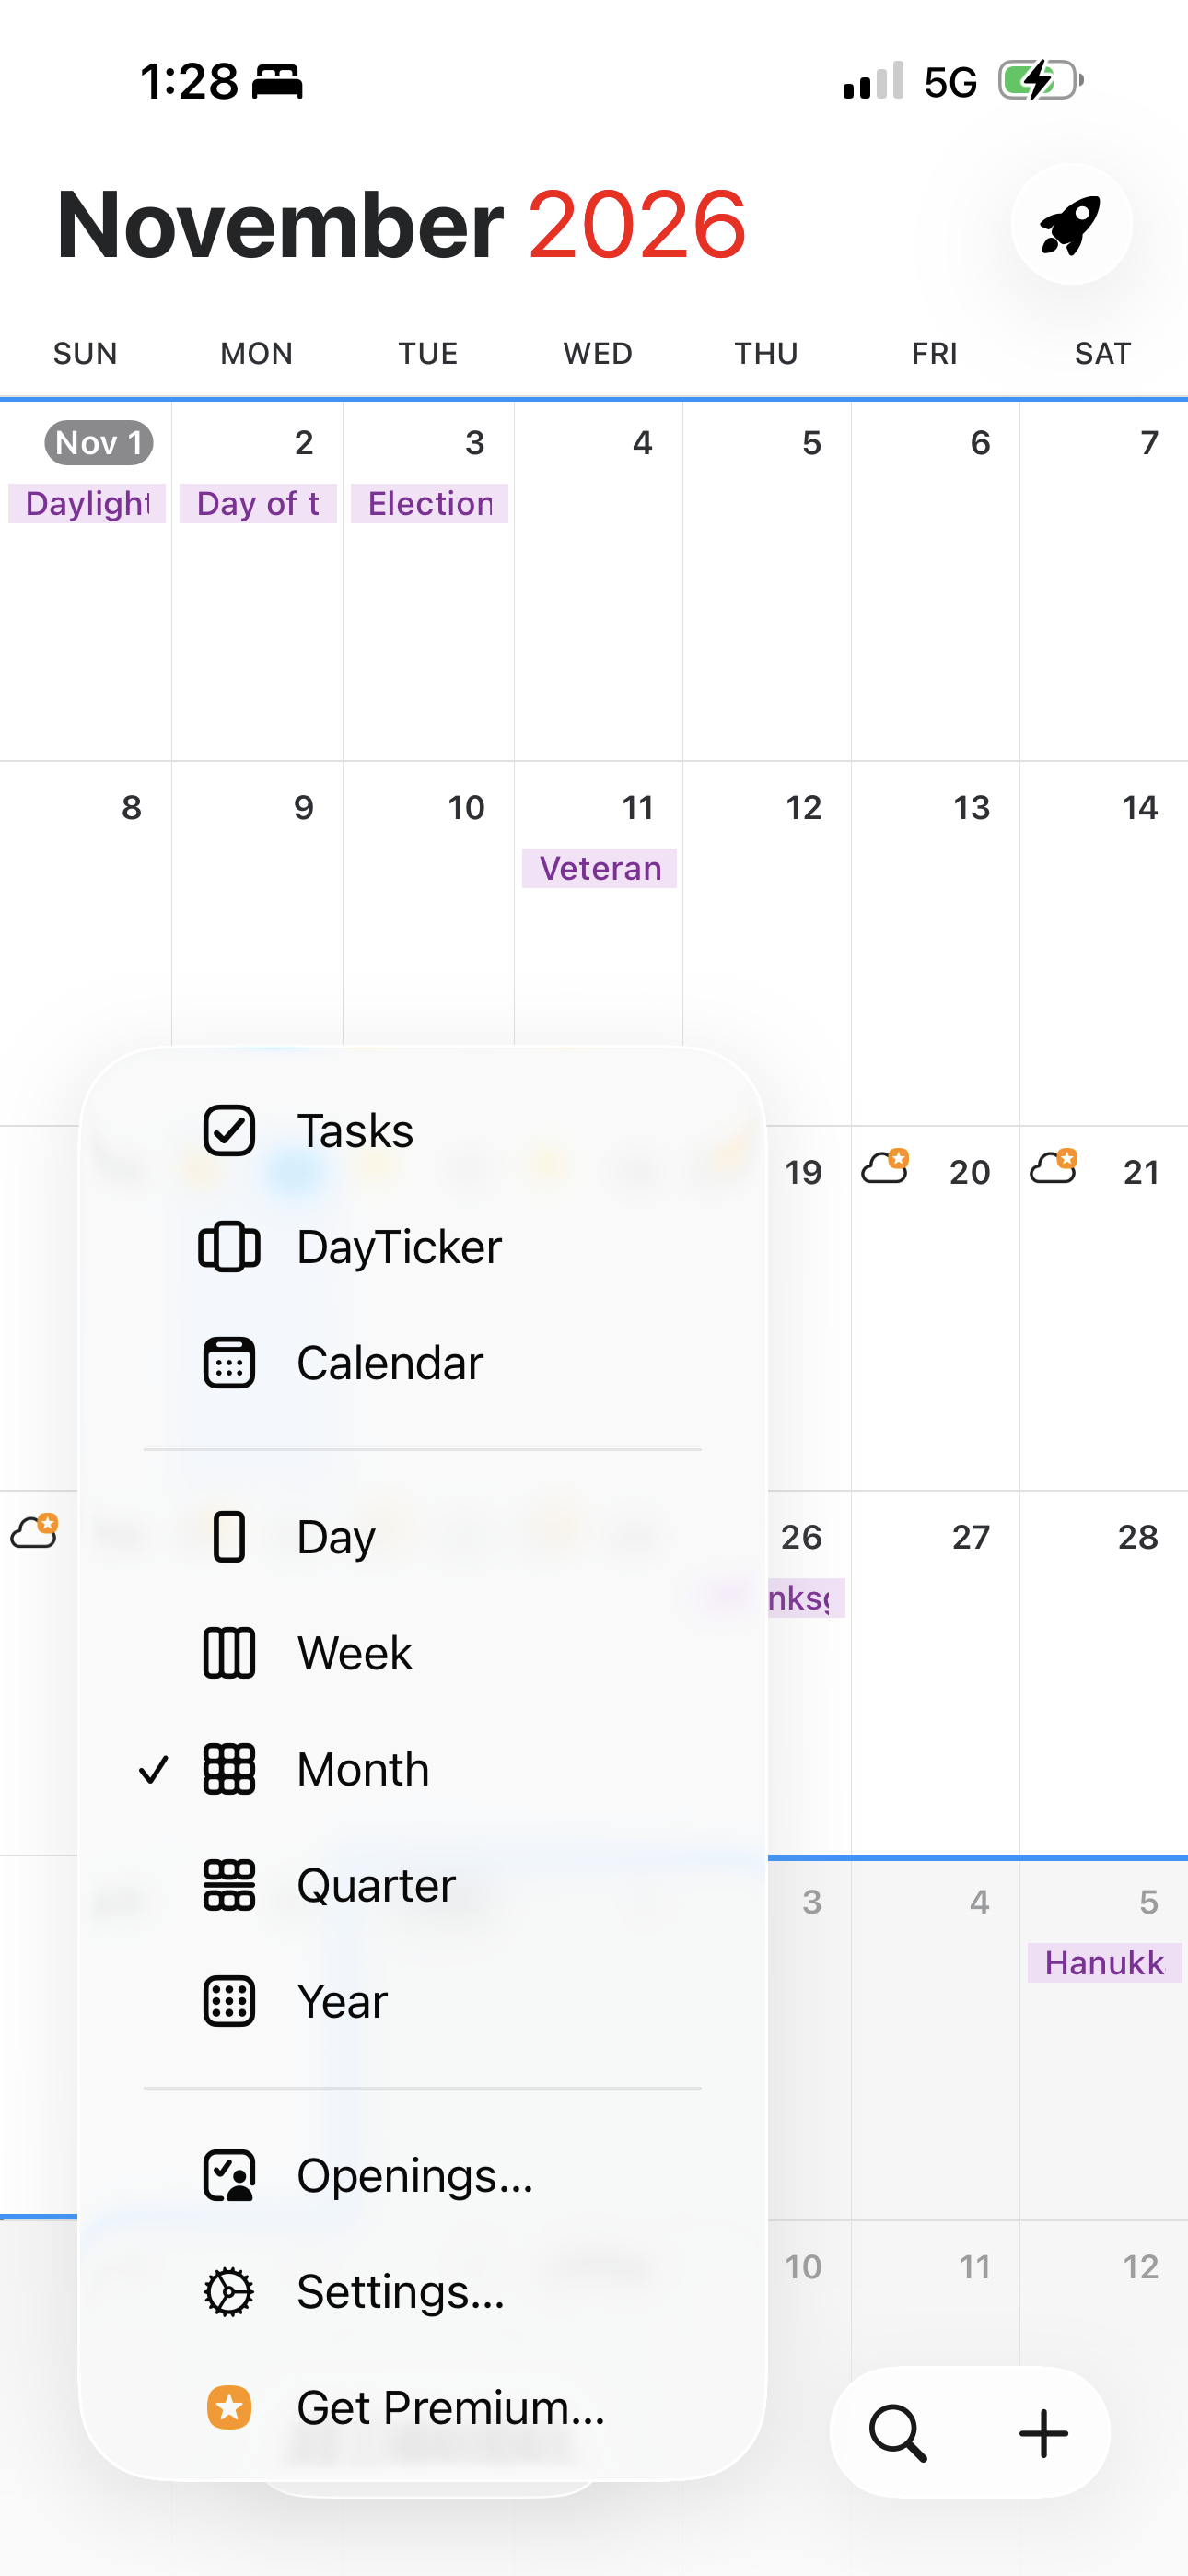 1:28 5G
November 2026
SUN MON TUE WED THU FRI SAT
Nov 1 2 3 4 5 6 7
Daylight Day of t Election
8 9 10 11 12 13 14
Veteran
Tasks
19 20 21
DayTicker
Calendar
Day
26 27 28
nksg
Week
Month
Quarter
3 4 5
Hanukk
Year
Openings...
Settings...
10 11 12
Get Premium...